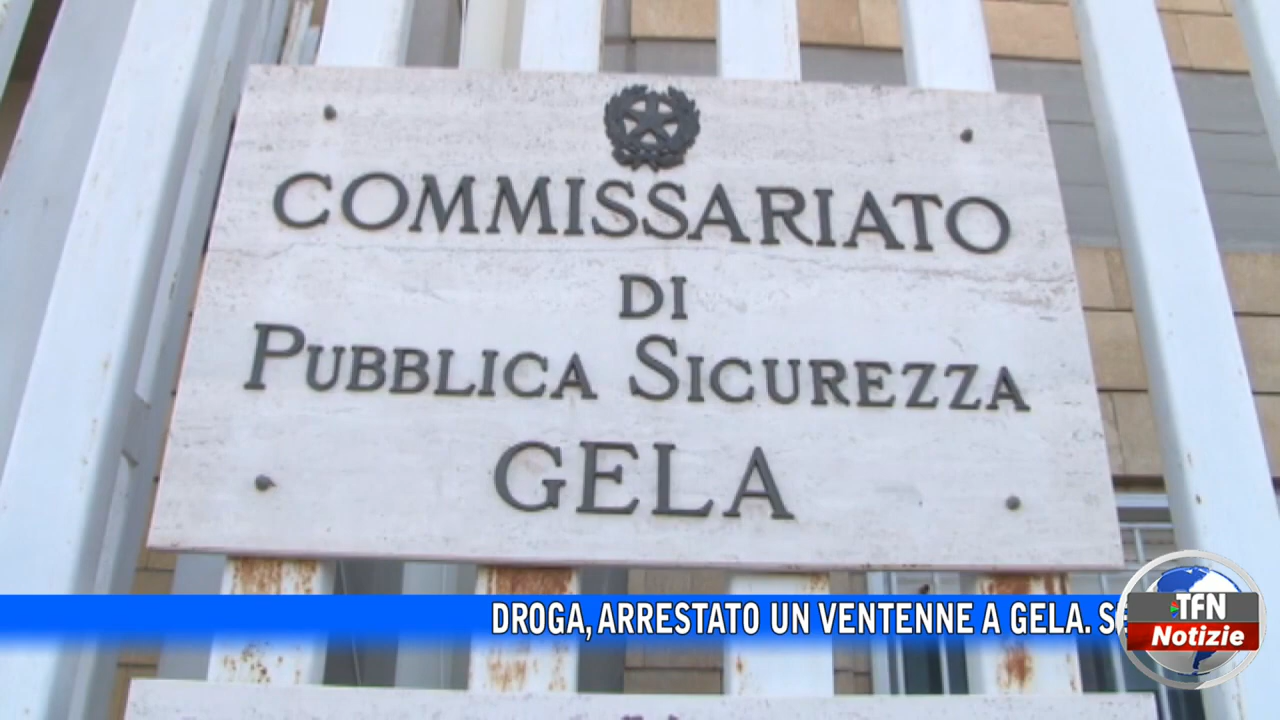 COMMISSARIATO
DI
PUBBLICA SICUREZZA
GELA
DROGA, ARRESTATO UN VENTENNE A GELA.
TFN
Notizie